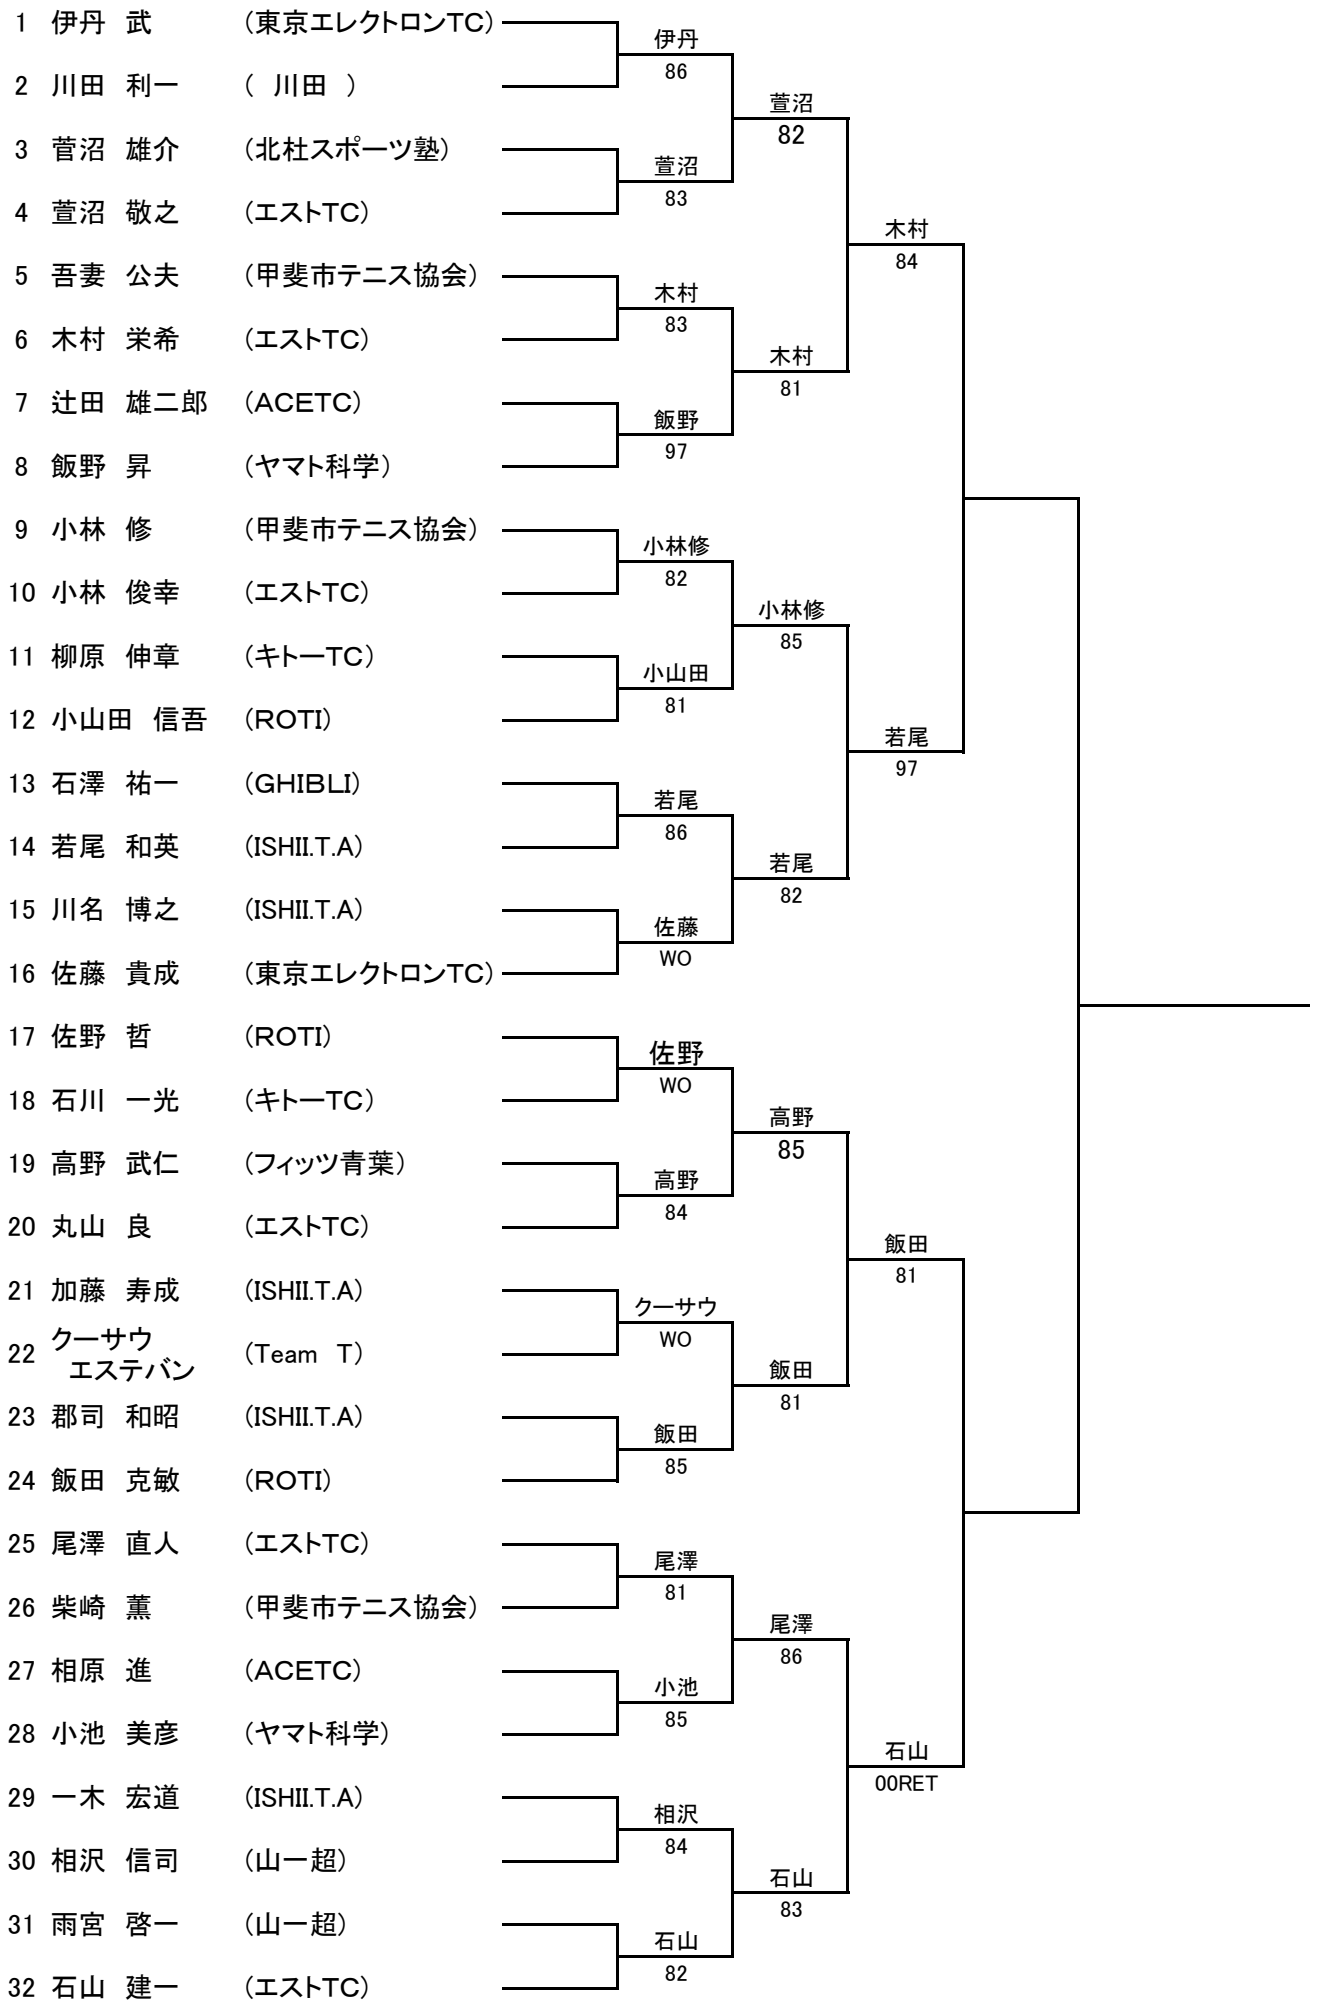 1 伊丹 武 (東京エレクトロンTC)
伊丹
86
2 川田 利一 ( 川田 )
萱沼
82
3 菅沼 雄介 (北杜スポーツ塾)
萱沼
83
4 萱沼 敬之 (エストTC)
木村
84
5 吾妻 公夫 (甲斐市テニス協会)
木村
83
6 木村 栄希 (エストTC)
木村
81
7 辻田 雄二郎 (ACETC)
飯野
97
8 飯野 昇 (ヤマト科学)
9 小林 修 (甲斐市テニス協会)
小林修
82
10 小林 俊幸 (エストTC)
小林修
85
11 柳原 伸章 (キトーTC)
小山田
81
12 小山田 信吾 (ROTI)
若尾
97
13 石澤 祐一 (GHIBLI)
若尾
86
14 若尾 和英 (ISHII.T.A)
若尾
82
15 川名 博之 (ISHII.T.A)
佐藤
WO
16 佐藤 貴成 (東京エレクトロンTC)
17 佐野 哲 (ROTI)
佐野
WO
18 石川 一光 (キトーTC)
高野
85
19 高野 武仁 (フィッツ青葉)
高野
84
20 丸山 良 (エストTC)
飯田
81
21 加藤 寿成 (ISHII.T.A)
クーサウ
WO
22 クーサウ
エステバン (Team T)
飯田
81
23 郡司 和昭 (ISHII.T.A)
飯田
85
24 飯田 克敏 (ROTI)
25 尾澤 直人 (エストTC)
尾澤
81
26 柴崎 薫 (甲斐市テニス協会)
尾澤
86
27 相原 進 (ACETC)
小池
85
28 小池 美彦 (ヤマト科学)
石山
00RET
29 一木 宏道 (ISHII.T.A)
相沢
84
30 相沢 信司 (山一超)
石山
83
31 雨宮 啓一 (山一超)
石山
82
32 石山 建一 (エストTC)